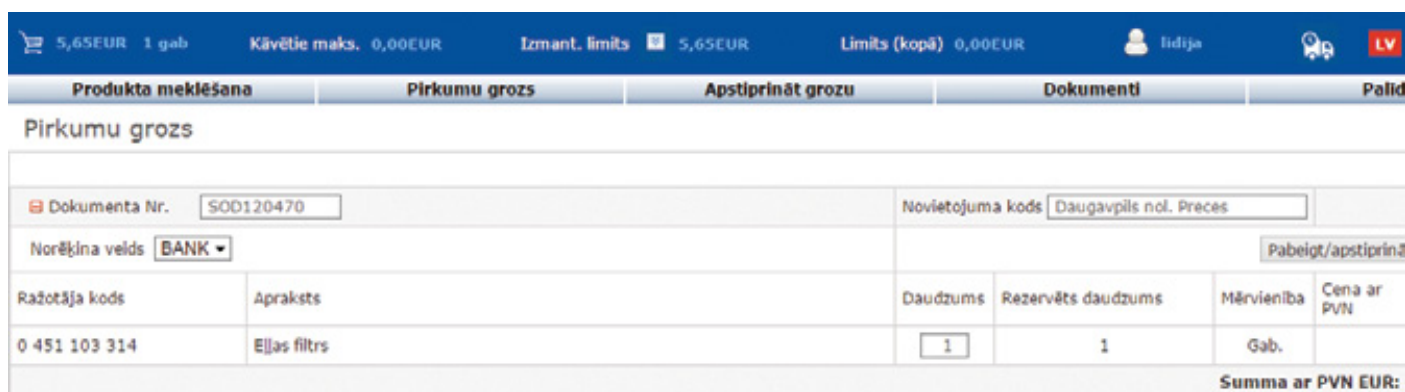 5,65EUR 1 gab Kāvētie maks. 0,00EUR Izmant. limits 5,65EUR Limits (kopā) 0,00EUR lidija LV
Produkta meklēšana Pirkumu grozs Apstiprināt grozu Dokumenti Palīd
Pirkumu grozs
Dokumenta Nr. SOD120470 Novietojuma kods Daugavpils nol. Preces
Norēķina veids BANK Pabeigt/apstiprinā
Ražotāja kods Apraksts Daudzums Rezervēts daudzums Mērvienība Cena ar PVN
0 451 103 314 Eļļas filtrs 1 1 Gab.
Summa ar PVN EUR: